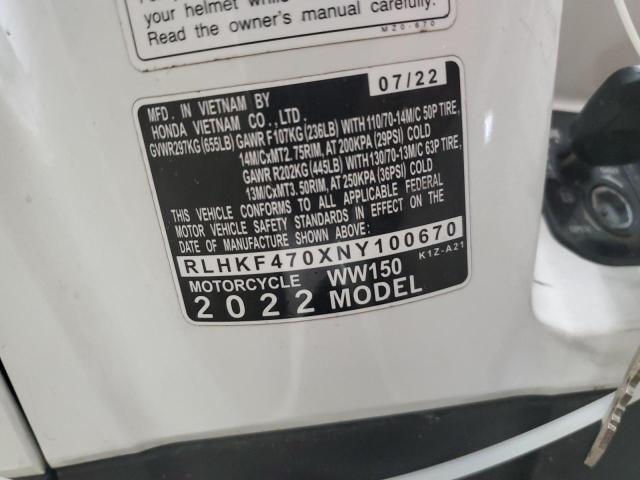 your helmet while
Read the owner's manual carefully.
MZ0-670
07/22
MFD. IN VIETNAM BY
HONDA VIETNAM CO., LTD.
GVWR297KG (655LB) GAWR F107KG (236LB) WITH 110/70-14M/C 50P TIRE,
14M/CxMT2.75RIM, AT 200KPA (29PSI) COLD
GAWR R202KG (445LB) WITH 130/70-13M/C 63P TIRE,
13M/CxMT3.50RIM, AT 250KPA (36PSI) COLD
THIS VEHICLE CONFORMS TO ALL APPLICABLE FEDERAL
MOTOR VEHICLE SAFETY STANDARDS IN EFFECT ON THE
DATE OF MANUFACTURE SHOWN ABOVE:
RLHKF470XNY100670
K1Z-A21
MOTORCYCLE WW150
2022 MODEL